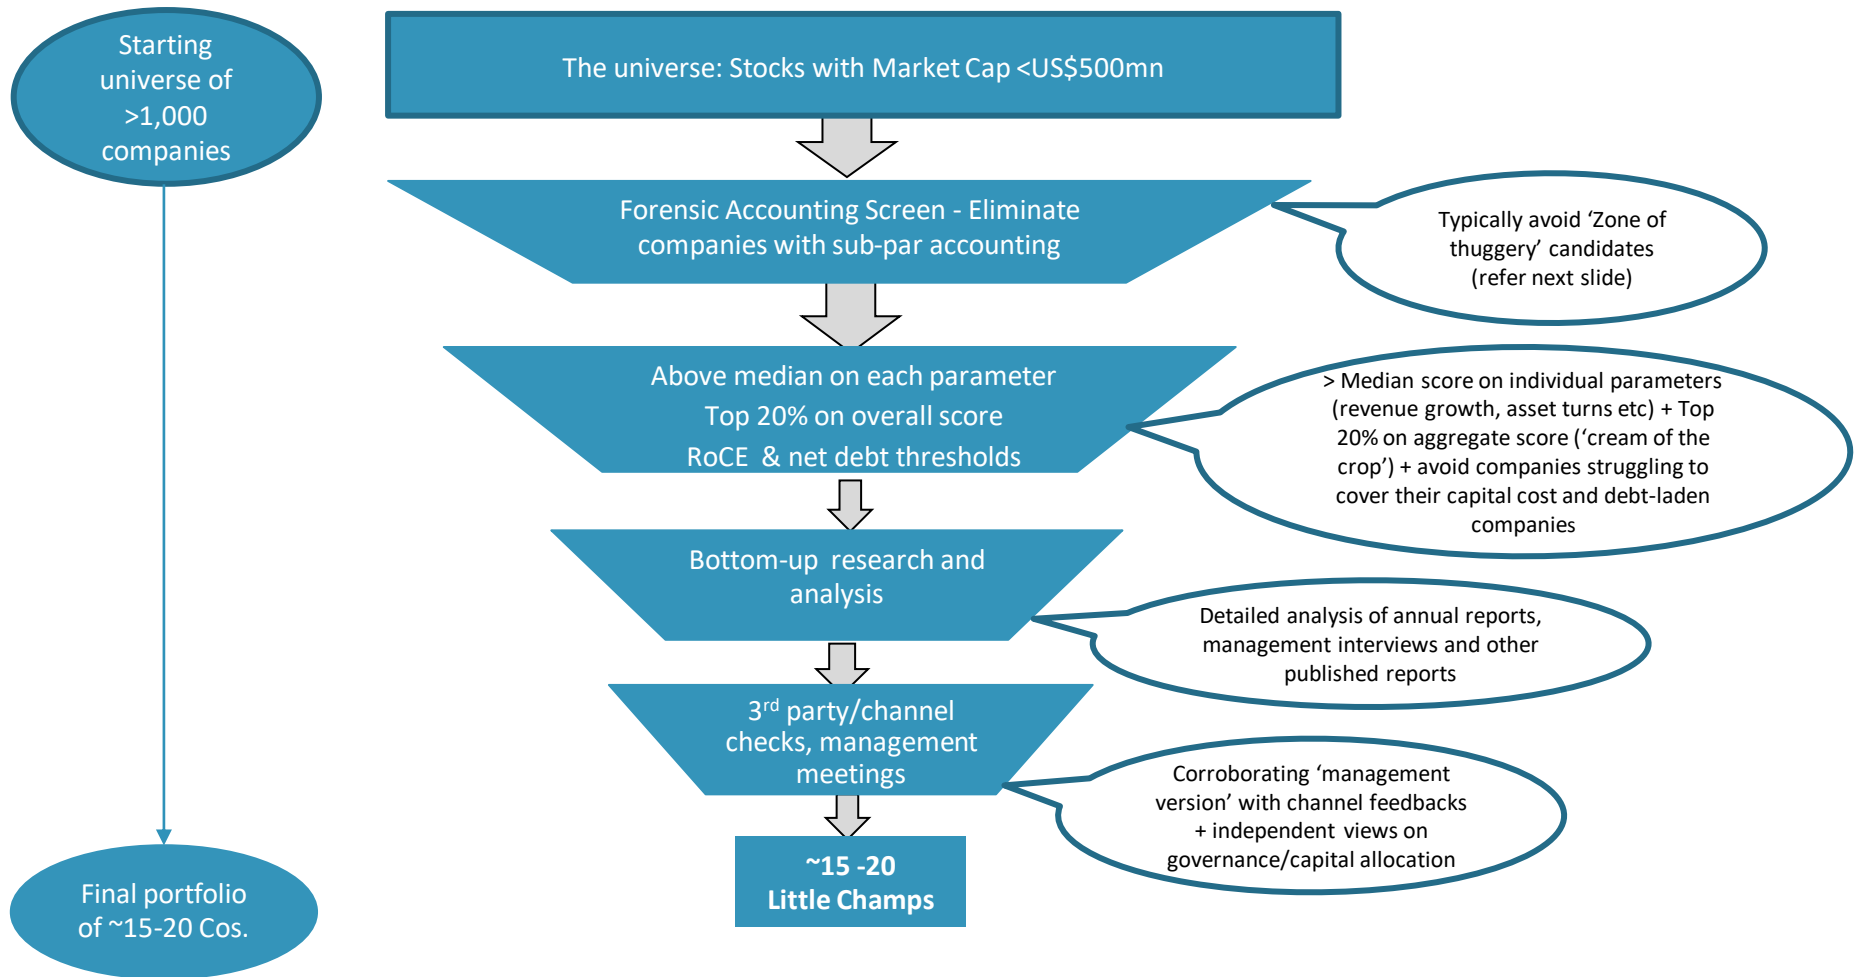 Starting
universe of
>1,000
companies
The universe: Stocks with Market Cap <US$500mn
Forensic Accounting Screen - Eliminate
companies with sub-par accounting
Typically avoid ‘Zone of
thuggery’ candidates
(refer next slide)
Above median on each parameter
Top 20% on overall score
RoCE & net debt thresholds
> Median score on individual parameters
(revenue growth, asset turns etc) + Top
20% on aggregate score (‘cream of the
crop’) + avoid companies struggling to
cover their capital cost and debt-laden
companies
Bottom-up research and
analysis
Detailed analysis of annual reports,
management interviews and other
published reports
3rd party/channel
checks, management
meetings
Corroborating ‘management
version’ with channel feedbacks
+ independent views on
governance/capital allocation
~15 -20
Little Champs
Final portfolio
of ~15-20 Cos.